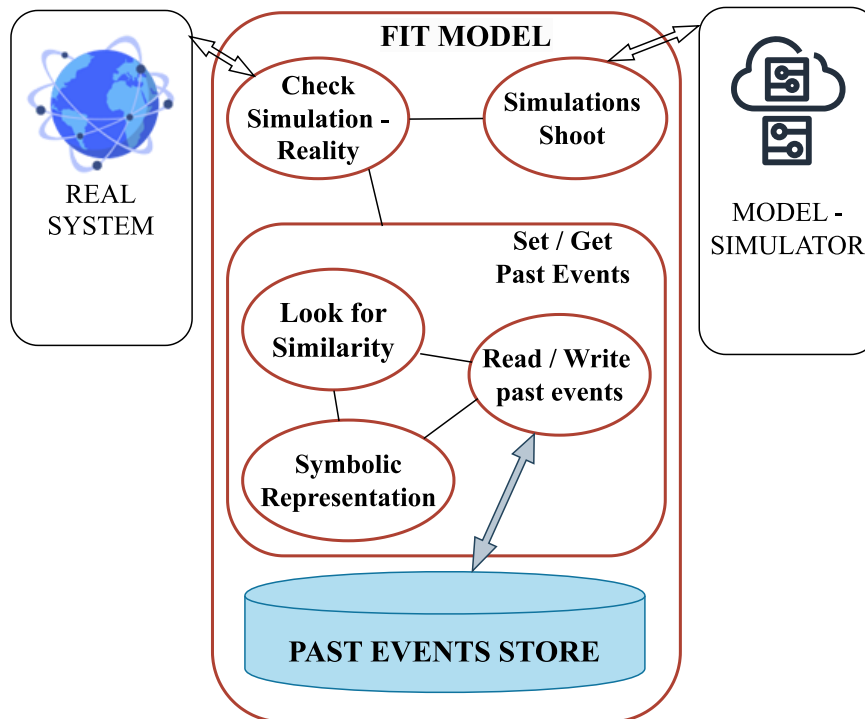 FIT MODEL
Check
Simulation -
Reality
Simulations
Shoot
REAL
SYSTEM
MODEL -
SIMULATOR
Set / Get
Past Events
Look for
Similarity
Read / Write
past events
Symbolic
Representation
PAST EVENTS STORE